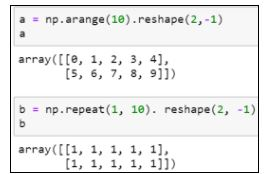 a = np.arange(10).reshape(2,-1)
a
array([[0, 1, 2, 3, 4],
       [5, 6, 7, 8, 9]])
b = np.repeat(1, 10). reshape(2, -1)
b
array([[1, 1, 1, 1, 1],
       [1, 1, 1, 1, 1]])